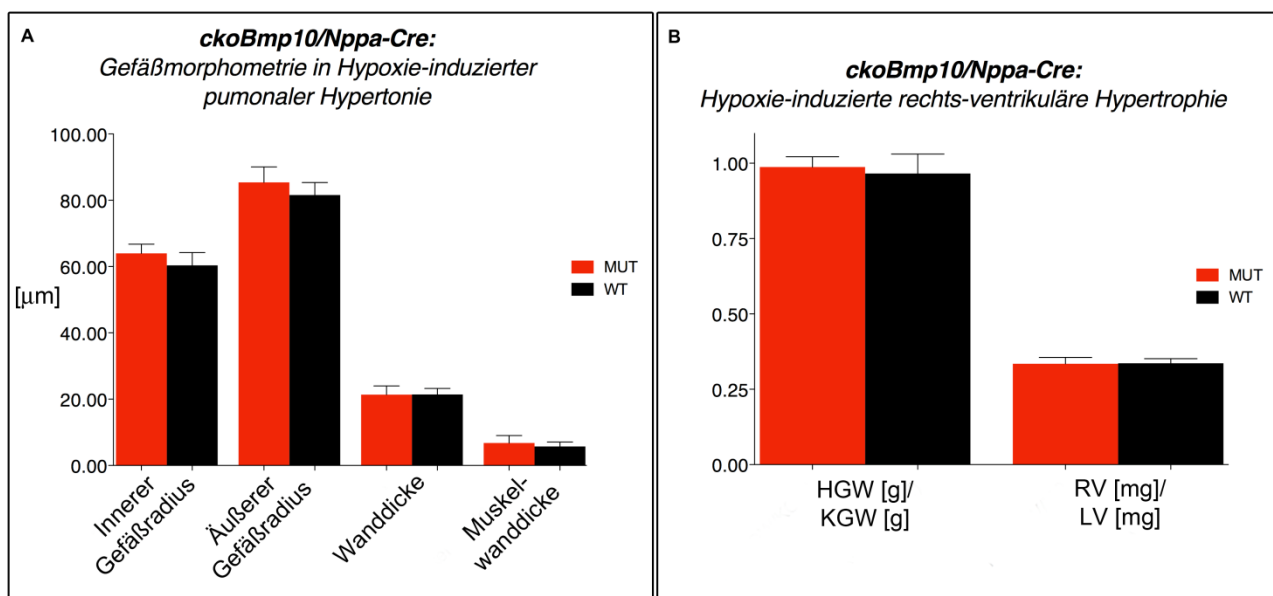 A
ckoBmp10/Nppa-Cre:
Gefäßmorphometrie in Hypoxie-induzierter
pumonaler Hypertonie
100.00
80.00
60.00
[μm]
40.00
20.00
0.00
MUT
WT
Innerer
Gefäßradius
Äußerer
Gefäßradius
Wanddicke
Muskel-
wanddicke
B
ckoBmp10/Nppa-Cre:
Hypoxie-induzierte rechts-ventrikuläre Hypertrophie
1.00
0.75
0.50
0.25
0.00
MUT
WT
HGW [g]/
KGW [g]
RV [mg]/
LV [mg]